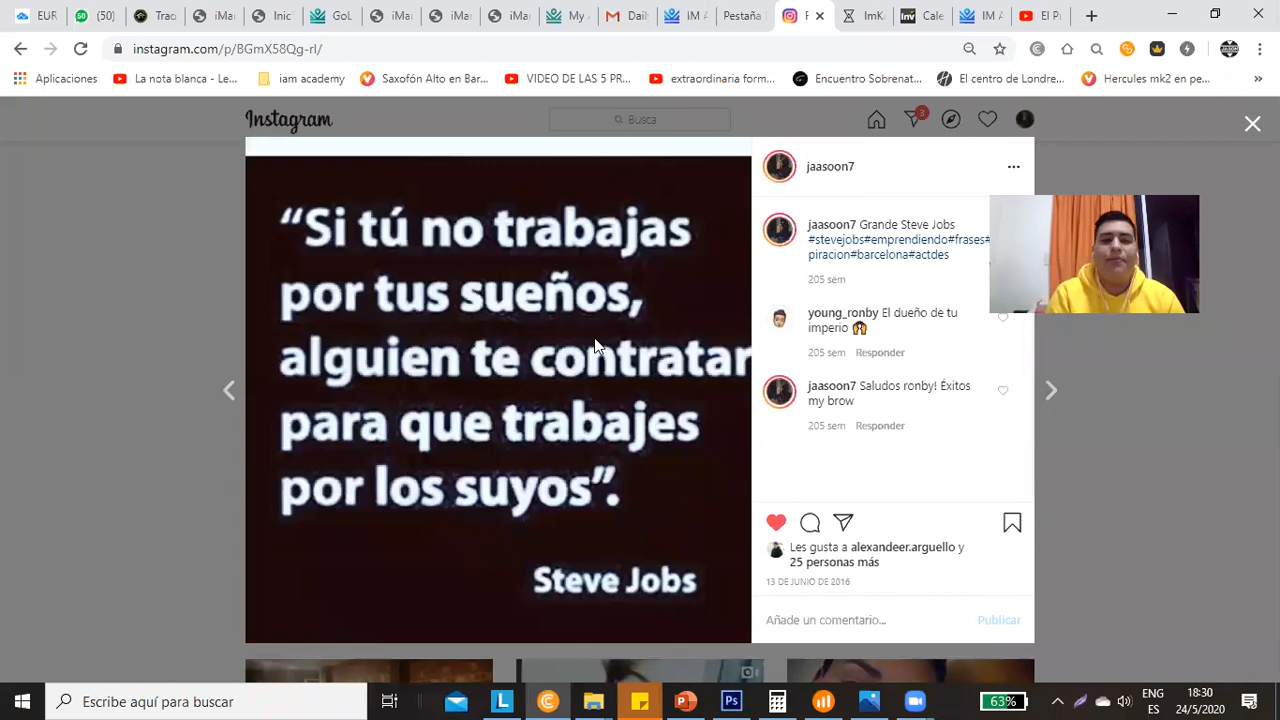 EUR
(50)
Trac
iMar
Inic
GoL
iMa
iMa
iMa
My A
Daily
IM A
Pestaña
ImK
Cale
IM A
El P
instagram.com/p/BGmX58Qg-rI/
Aplicaciones
La nota blanca - Le...
iam academy
Saxofón Alto en Bar...
VIDEO DE LAS 5 PR...
extraordinaria form...
Encuentro Sobrenat...
El centro de Londre...
Hercules mk2 en pe...
»
Instagram
Busca
3
“Si tú no trabajas
por tus sueños,
alguien te contratar
para que trabajes
por los suyos”.
Steve Jobs
jaasoon7
jaasoon7 Grande Steve Jobs
#stevejobs#emprendiendo#frases#
piracion#barcelona#actdes
205 sem
young_ronby El dueño de tu
imperio 🙌
205 sem Responder
jaasoon7 Saludos ronby! Éxitos
my brow
205 sem Responder
Les gusta a alexandeer.arguello y
25 personas más
13 DE JUNIO DE 2016
Añade un comentario...
Publicar
Escribe aquí para buscar
63%
ENG
ES
18:30
24/5/2020